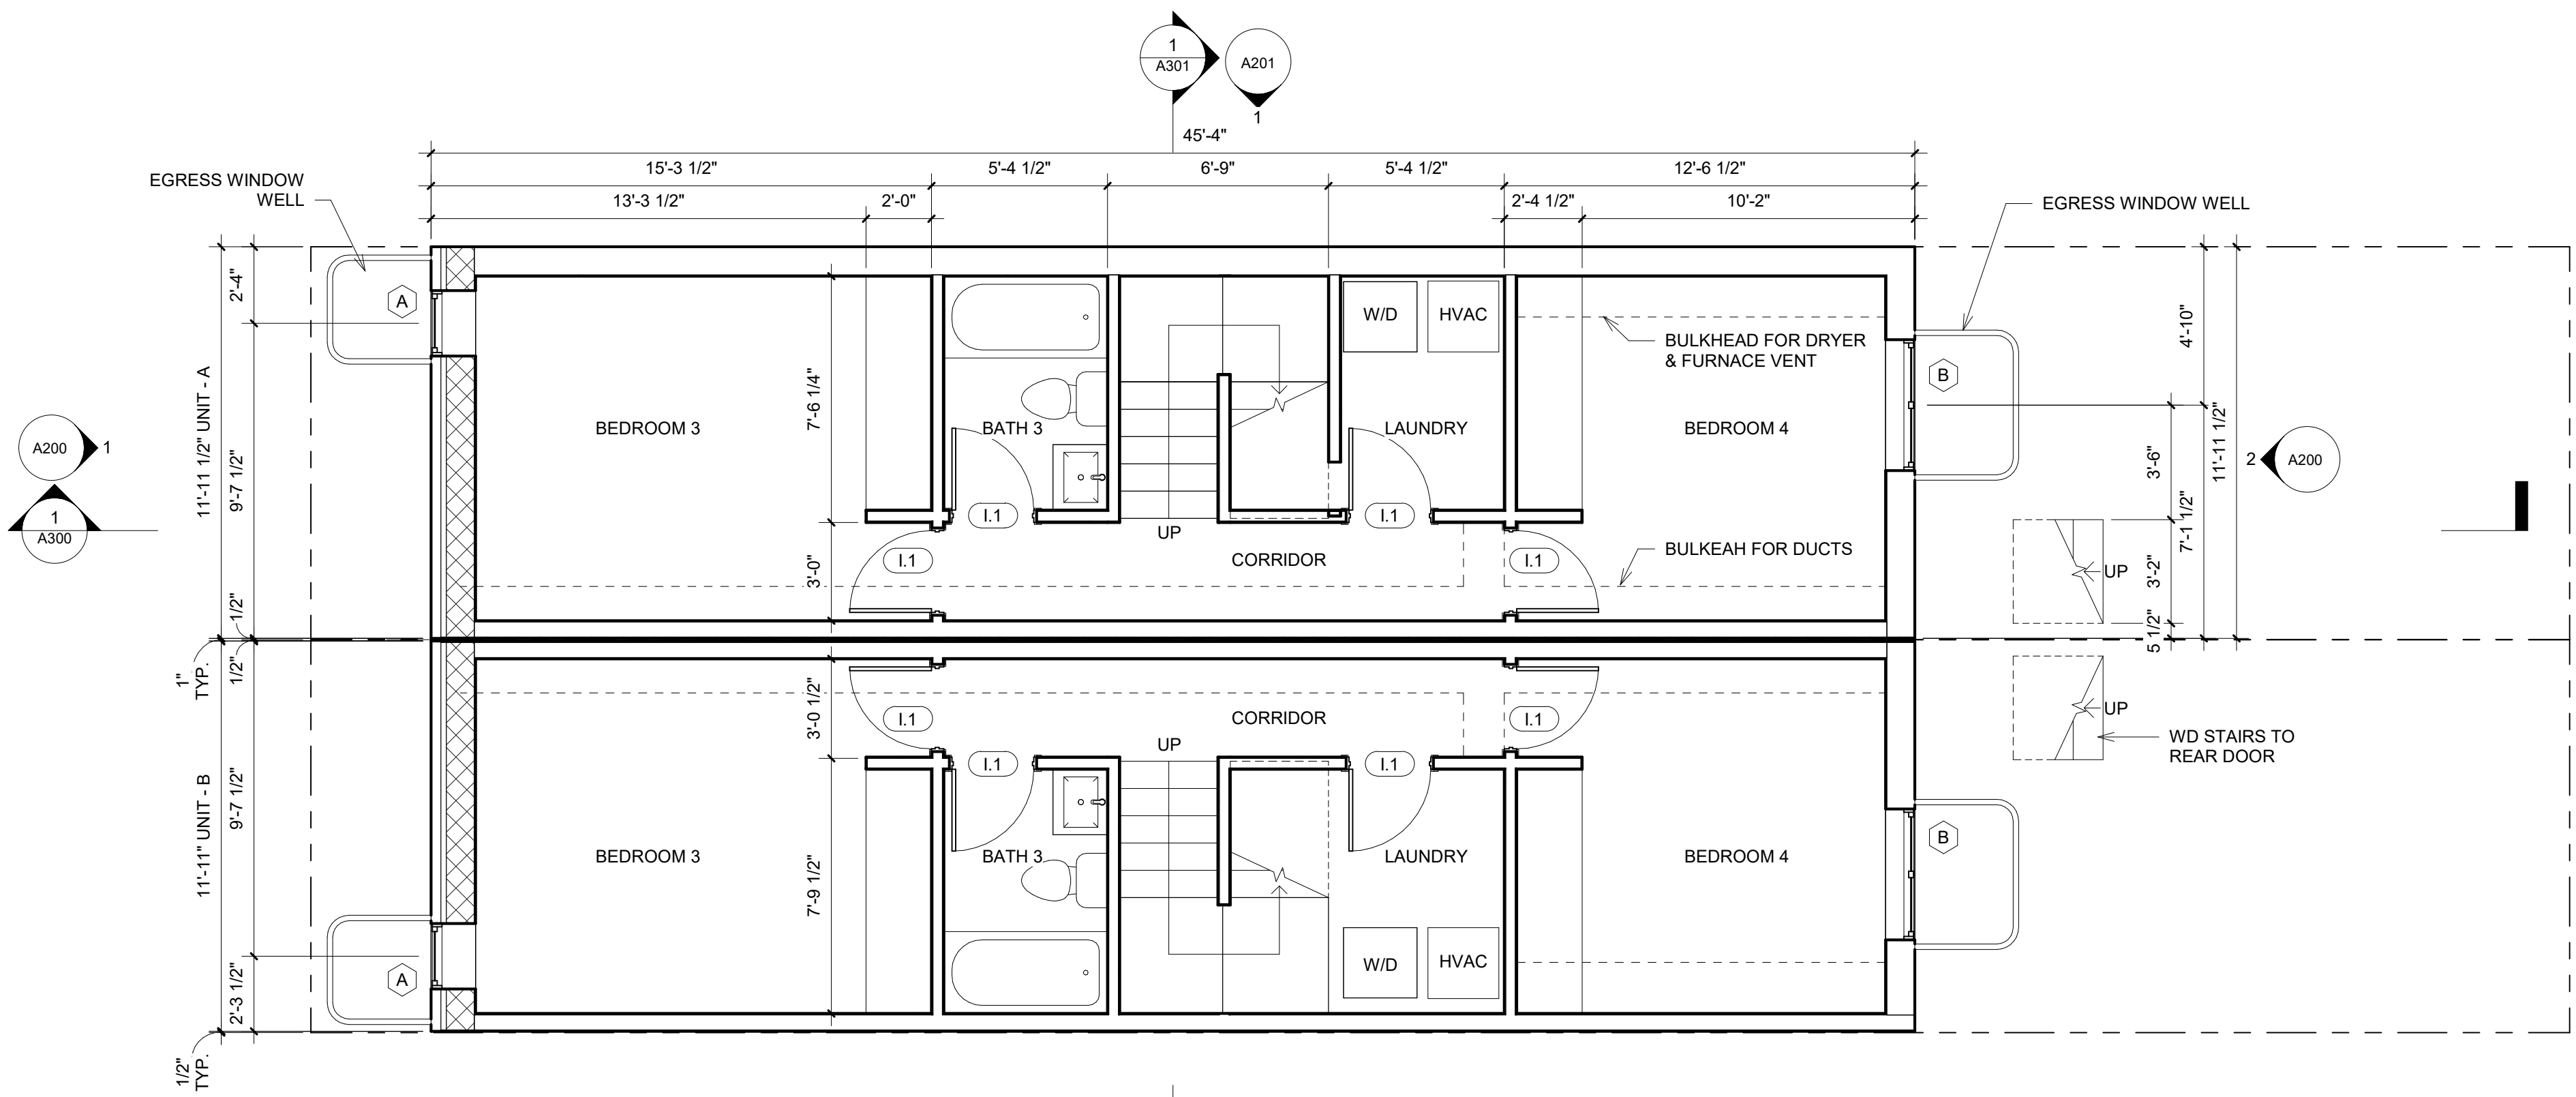 1
A301
A201
1
45'-4"
15'-3 1/2"
5'-4 1/2"
6'-9"
5'-4 1/2"
12'-6 1/2"
13'-3 1/2"
2'-0"
2'-4 1/2"
10'-2"
EGRESS WINDOW
WELL
EGRESS WINDOW WELL
2'-4"
11'-11 1/2" UNIT - A
9'-7 1/2"
1/2"
A
A200
1
1
A300
BEDROOM 3
7'-6 1/4"
3'-0"
BATH 3
I.1
I.1
UP
W/D
HVAC
LAUNDRY
I.1
I.1
CORRIDOR
BULKHEAD FOR DRYER
& FURNACE VENT
BEDROOM 4
BULKEAH FOR DUCTS
B
4'-10"
11'-11 1/2"
3'-6"
7'-1 1/2"
3'-2"
5 1/2"
2
A200
UP
1"
TYP.
1/2"
11'-11" UNIT - B
9'-7 1/2"
2'-3 1/2"
1/2"
TYP.
A
BEDROOM 3
3'-0 1/2"
7'-9 1/2"
I.1
I.1
BATH 3
UP
CORRIDOR
I.1
I.1
LAUNDRY
W/D
HVAC
BEDROOM 4
B
UP
WD STAIRS TO
REAR DOOR